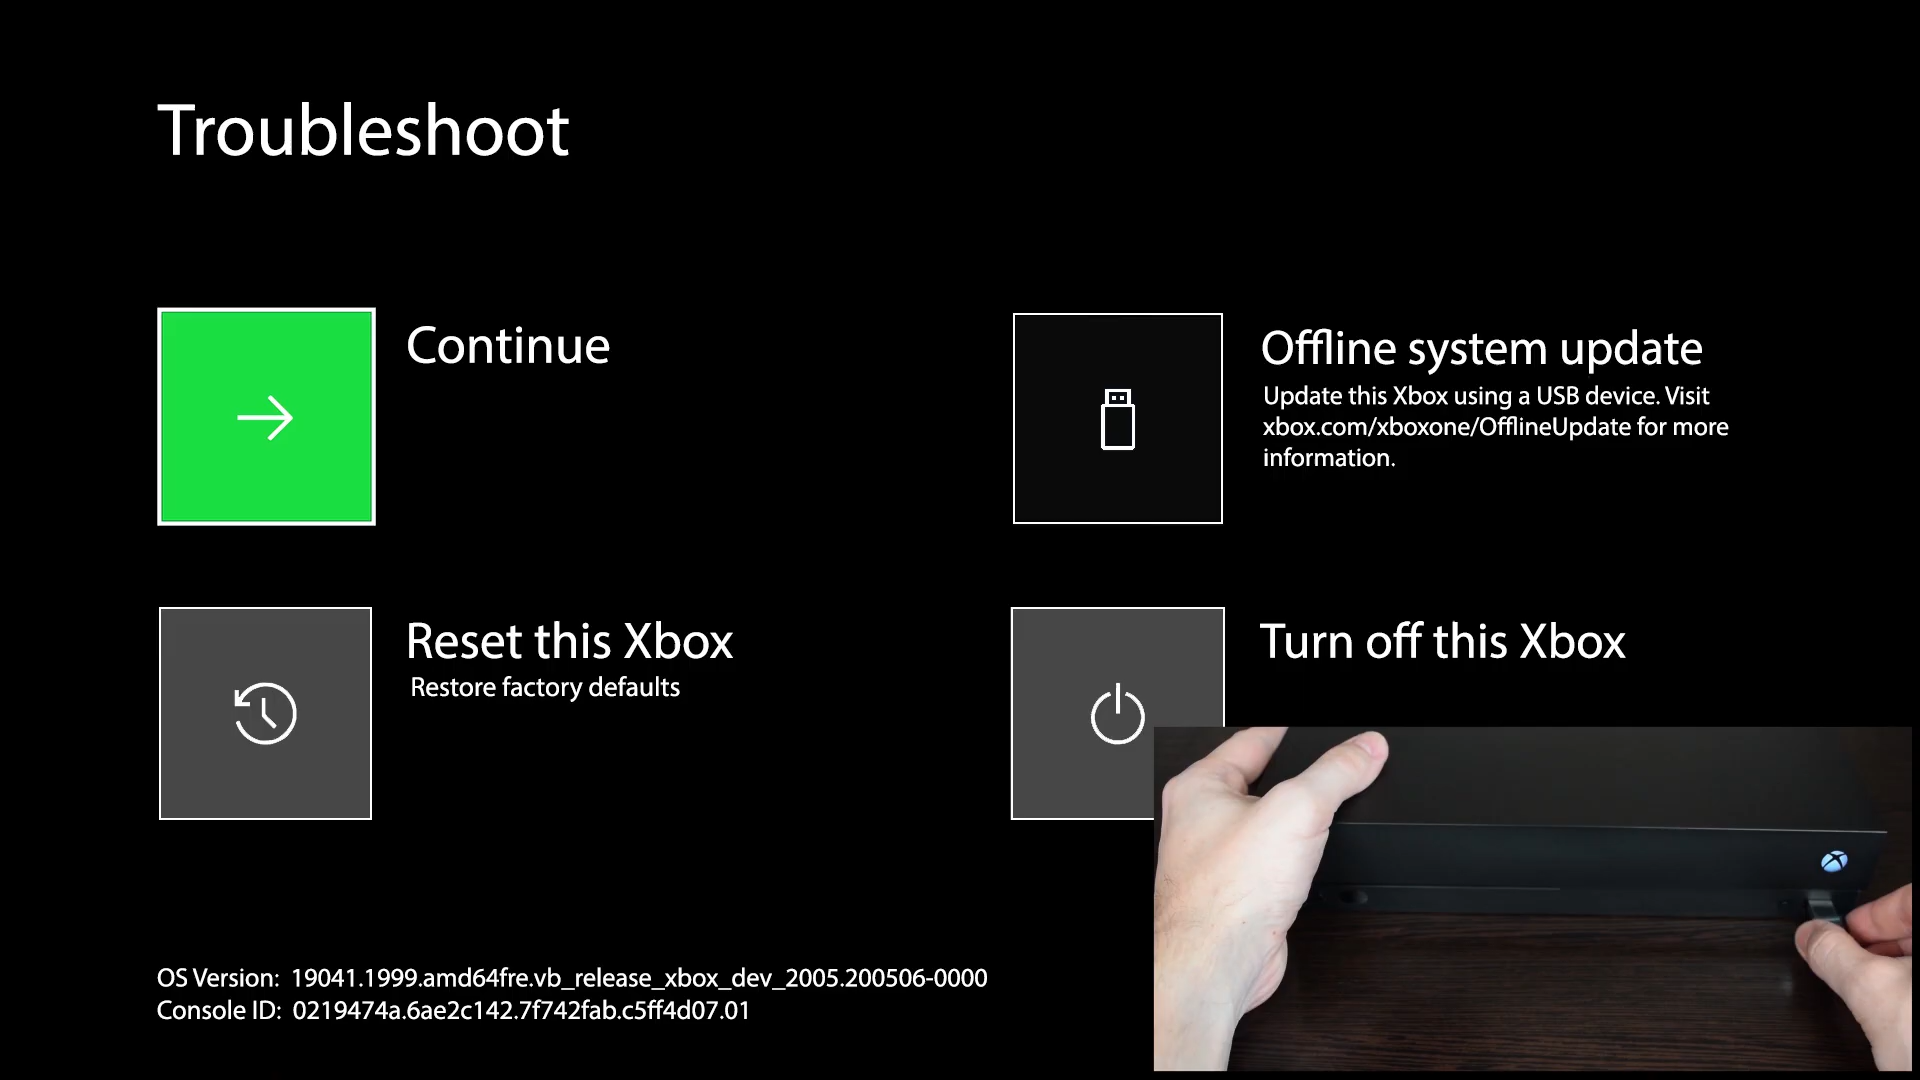 Troubleshoot
Continue
Offline system update
Update this Xbox using a USB device. Visit
xbox.com/xboxone/OfflineUpdate for more
information.
Reset this Xbox
Restore factory defaults
Turn off this Xbox
OS Version:  19041.1999.amd64fre.vb_release_xbox_dev_2005.200506-0000
Console ID:  0219474a.6ae2c142.7f742fab.c5ff4d07.01